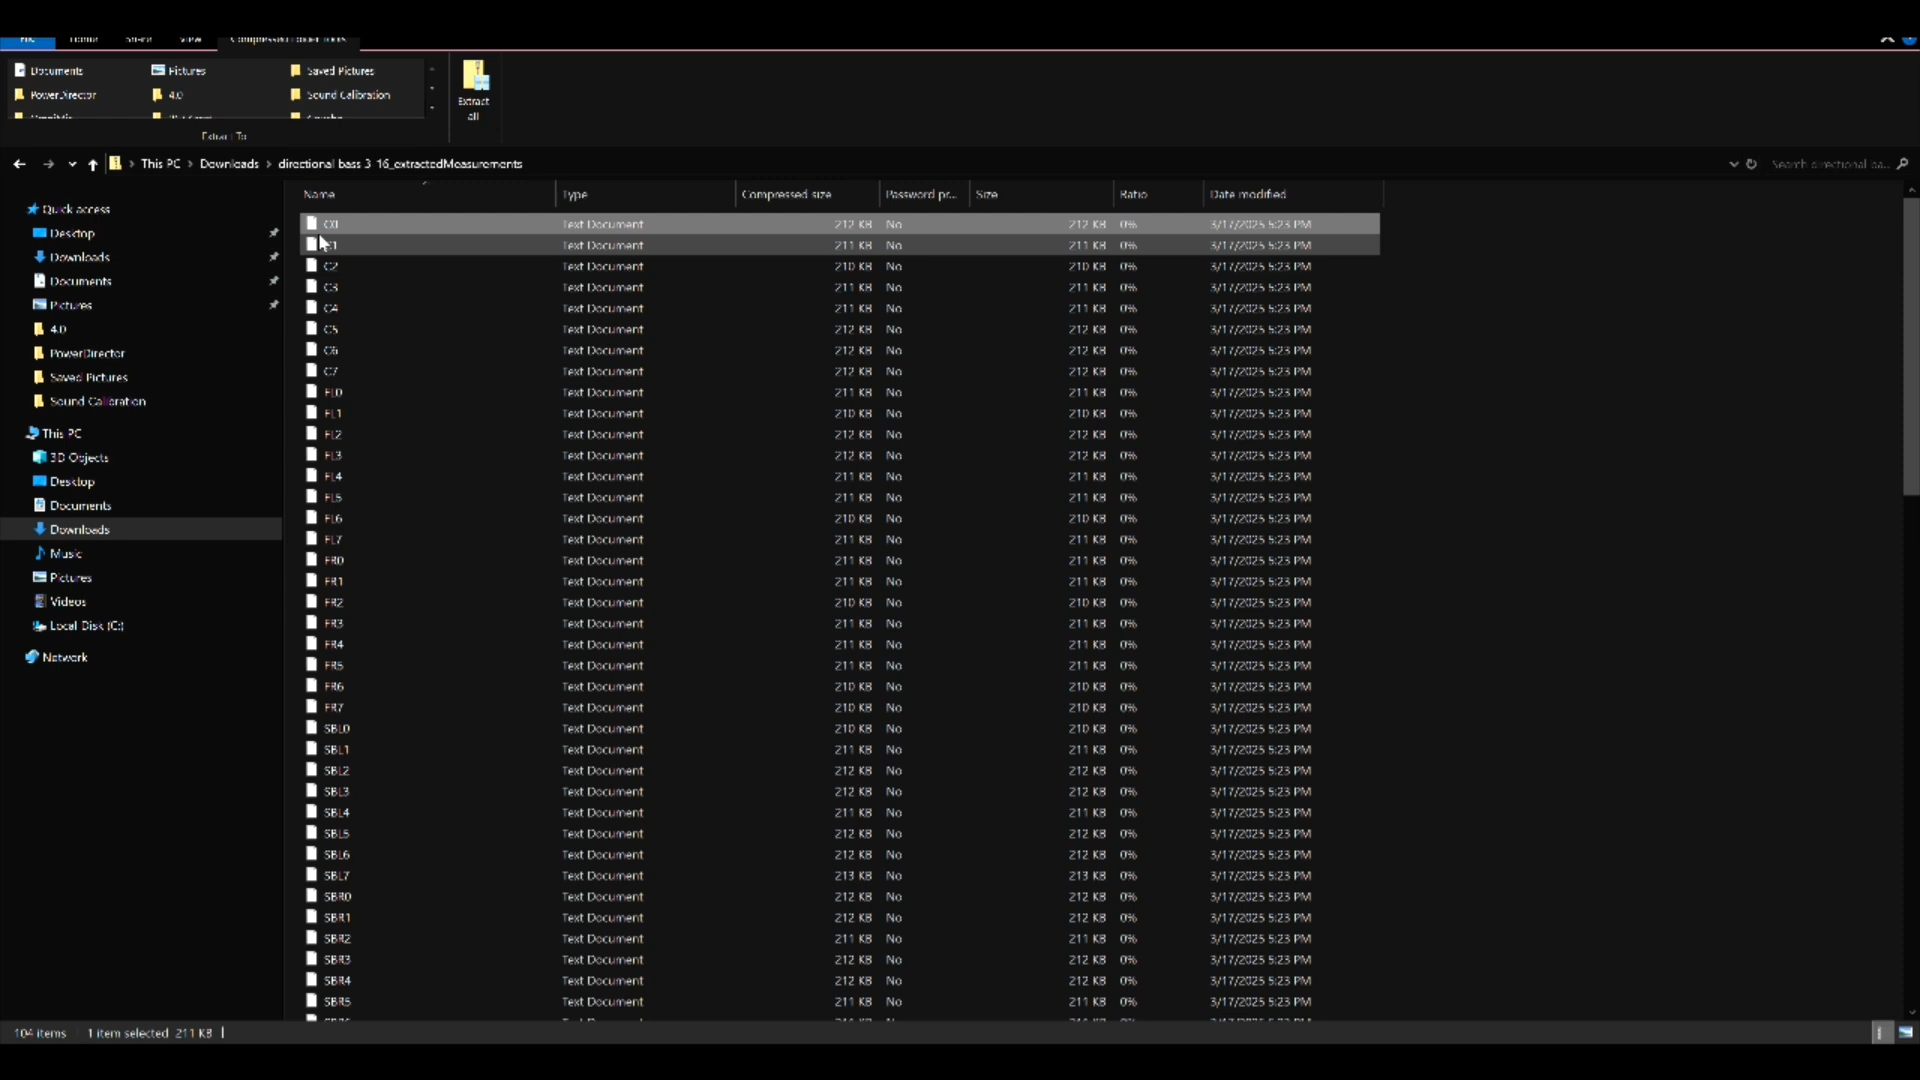 File Home Share View Compressed Folder Tools
Documents Pictures Saved Pictures
PowerDirector 4.0 Sound Calibration
Extract all
Extract To
This PC > Downloads > directional bass 3 16_extractedMeasurements
Search directional ba...
Name Type Compressed size Password pr... Size Ratio Date modified
Quick access
Desktop
Downloads
Documents
Pictures
4.0
PowerDirector
Saved Pictures
Sound Calibration
This PC
3D Objects
Desktop
Documents
Downloads
Music
Pictures
Videos
Local Disk (C:)
Network
C0 Text Document 212 KB No 212 KB 0% 3/17/2025 5:23 PM
C1 Text Document 211 KB No 211 KB 0% 3/17/2025 5:23 PM
C2 Text Document 210 KB No 210 KB 0% 3/17/2025 5:23 PM
C3 Text Document 211 KB No 211 KB 0% 3/17/2025 5:23 PM
C4 Text Document 211 KB No 211 KB 0% 3/17/2025 5:23 PM
C5 Text Document 212 KB No 212 KB 0% 3/17/2025 5:23 PM
C6 Text Document 212 KB No 212 KB 0% 3/17/2025 5:23 PM
C7 Text Document 212 KB No 212 KB 0% 3/17/2025 5:23 PM
FL0 Text Document 211 KB No 211 KB 0% 3/17/2025 5:23 PM
FL1 Text Document 210 KB No 210 KB 0% 3/17/2025 5:23 PM
FL2 Text Document 212 KB No 212 KB 0% 3/17/2025 5:23 PM
FL3 Text Document 212 KB No 212 KB 0% 3/17/2025 5:23 PM
FL4 Text Document 211 KB No 211 KB 0% 3/17/2025 5:23 PM
FL5 Text Document 211 KB No 211 KB 0% 3/17/2025 5:23 PM
FL6 Text Document 210 KB No 210 KB 0% 3/17/2025 5:23 PM
FL7 Text Document 211 KB No 211 KB 0% 3/17/2025 5:23 PM
FR0 Text Document 211 KB No 211 KB 0% 3/17/2025 5:23 PM
FR1 Text Document 211 KB No 211 KB 0% 3/17/2025 5:23 PM
FR2 Text Document 210 KB No 210 KB 0% 3/17/2025 5:23 PM
FR3 Text Document 211 KB No 211 KB 0% 3/17/2025 5:23 PM
FR4 Text Document 211 KB No 211 KB 0% 3/17/2025 5:23 PM
FR5 Text Document 211 KB No 211 KB 0% 3/17/2025 5:23 PM
FR6 Text Document 210 KB No 210 KB 0% 3/17/2025 5:23 PM
FR7 Text Document 210 KB No 210 KB 0% 3/17/2025 5:23 PM
SBL0 Text Document 210 KB No 210 KB 0% 3/17/2025 5:23 PM
SBL1 Text Document 211 KB No 211 KB 0% 3/17/2025 5:23 PM
SBL2 Text Document 212 KB No 212 KB 0% 3/17/2025 5:23 PM
SBL3 Text Document 212 KB No 212 KB 0% 3/17/2025 5:23 PM
SBL4 Text Document 211 KB No 211 KB 0% 3/17/2025 5:23 PM
SBL5 Text Document 212 KB No 212 KB 0% 3/17/2025 5:23 PM
SBL6 Text Document 212 KB No 212 KB 0% 3/17/2025 5:23 PM
SBL7 Text Document 213 KB No 213 KB 0% 3/17/2025 5:23 PM
SBR0 Text Document 212 KB No 212 KB 0% 3/17/2025 5:23 PM
SBR1 Text Document 212 KB No 212 KB 0% 3/17/2025 5:23 PM
SBR2 Text Document 211 KB No 211 KB 0% 3/17/2025 5:23 PM
SBR3 Text Document 212 KB No 212 KB 0% 3/17/2025 5:23 PM
SBR4 Text Document 212 KB No 212 KB 0% 3/17/2025 5:23 PM
SBR5 Text Document 211 KB No 211 KB 0% 3/17/2025 5:23 PM
104 items 1 item selected 211 KB